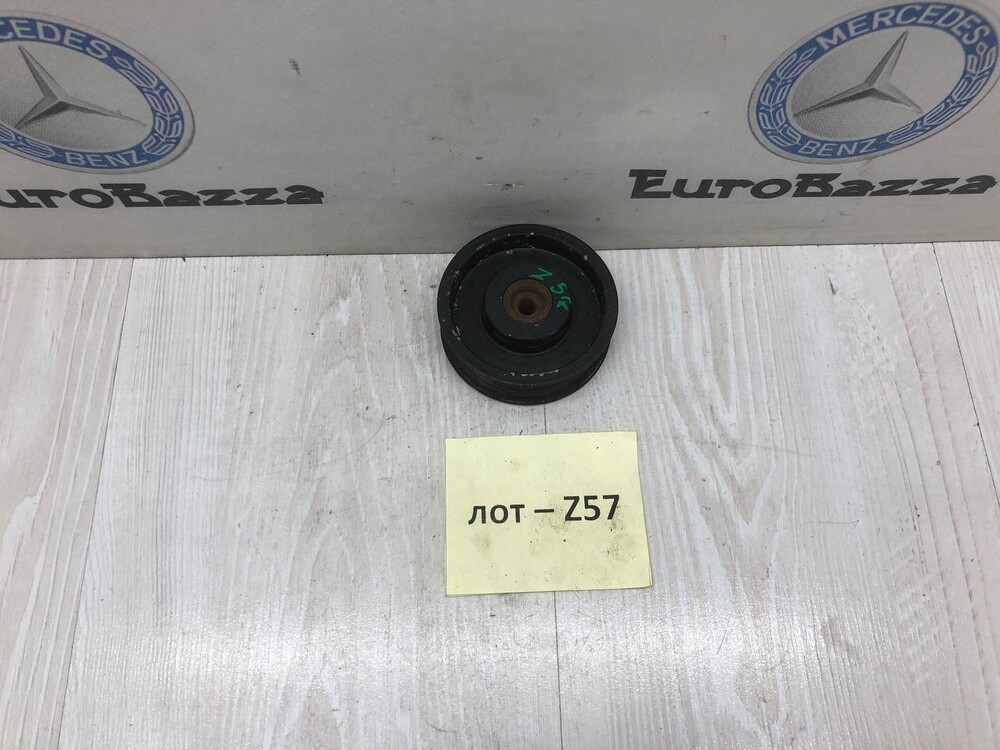 MERCEDES
BENZ
EuroBazza
MERCEDES
BENZ
EuroBazza
лот – Z57